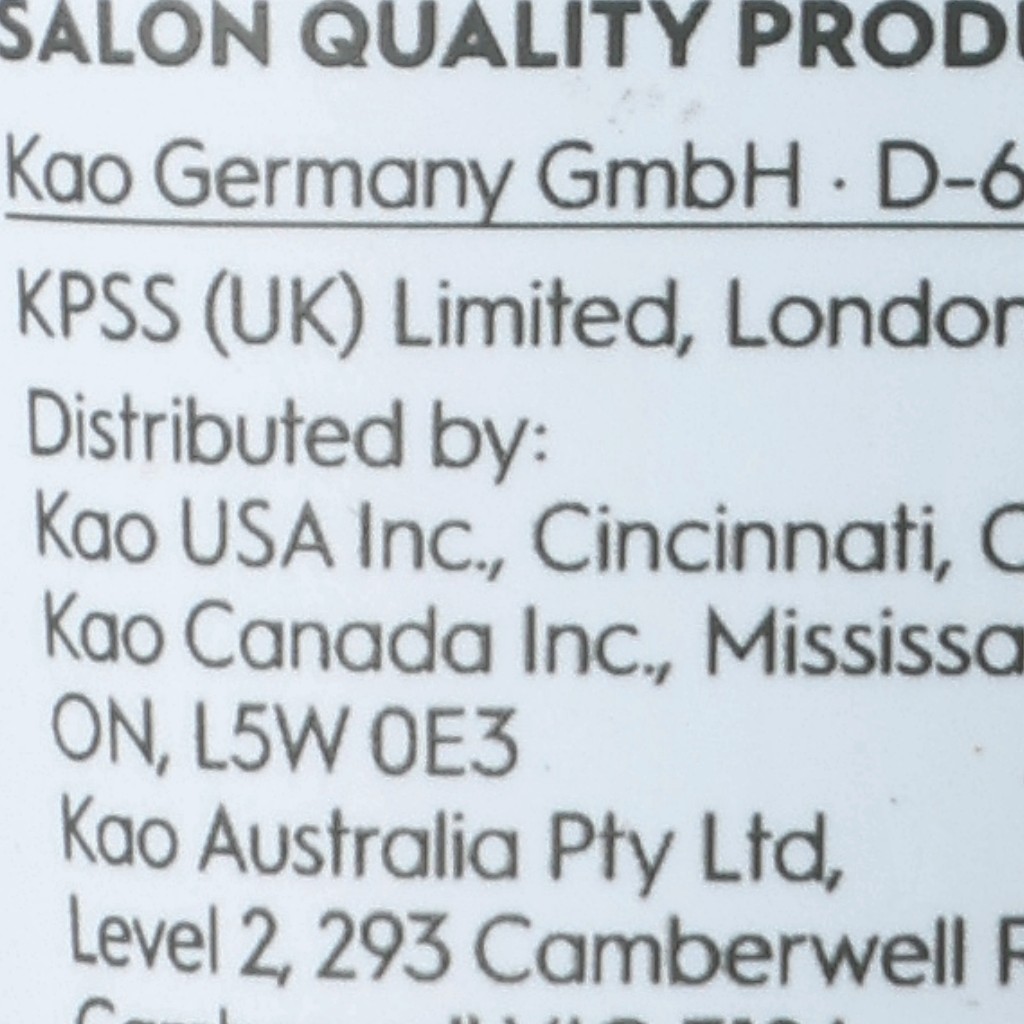 SALON QUALITY PROD
Kao Germany GmbH · D-6
KPSS (UK) Limited, London
Distributed by:
Kao USA Inc., Cincinnati,
Kao Canada Inc., Mississa
ON, L5W 0E3
Kao Australia Pty Ltd,
Level 2, 293 Camberwell